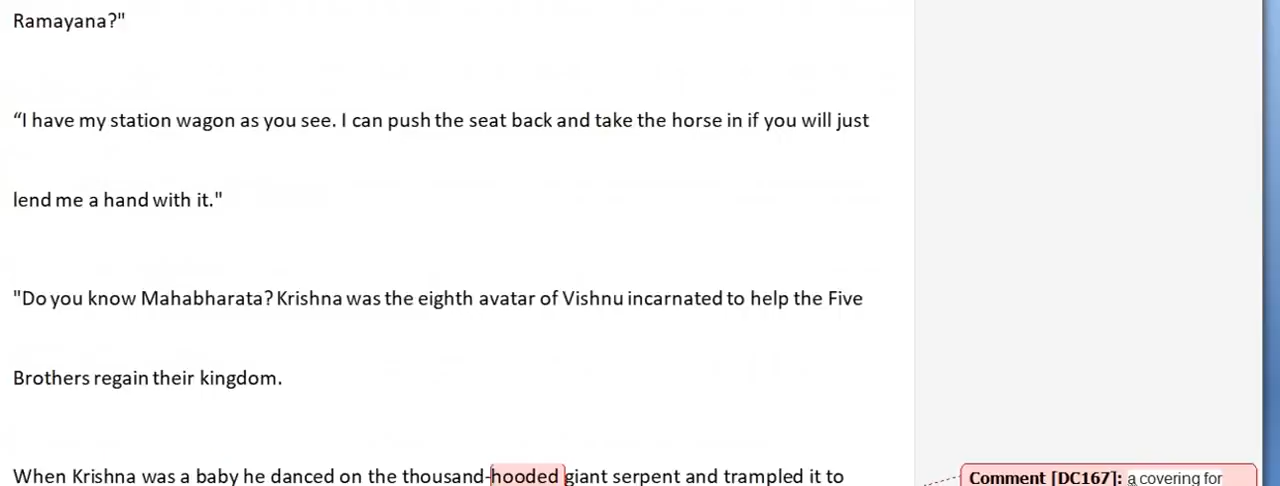 Ramayana?"
“I have my station wagon as you see. I can push the seat back and take the horse in if you will just
lend me a hand with it."
"Do you know Mahabharata? Krishna was the eighth avatar of Vishnu incarnated to help the Five
Brothers regain their kingdom.
When Krishna was a baby he danced on the thousand-hooded giant serpent and trampled it to
Comment [DC167]: a covering for